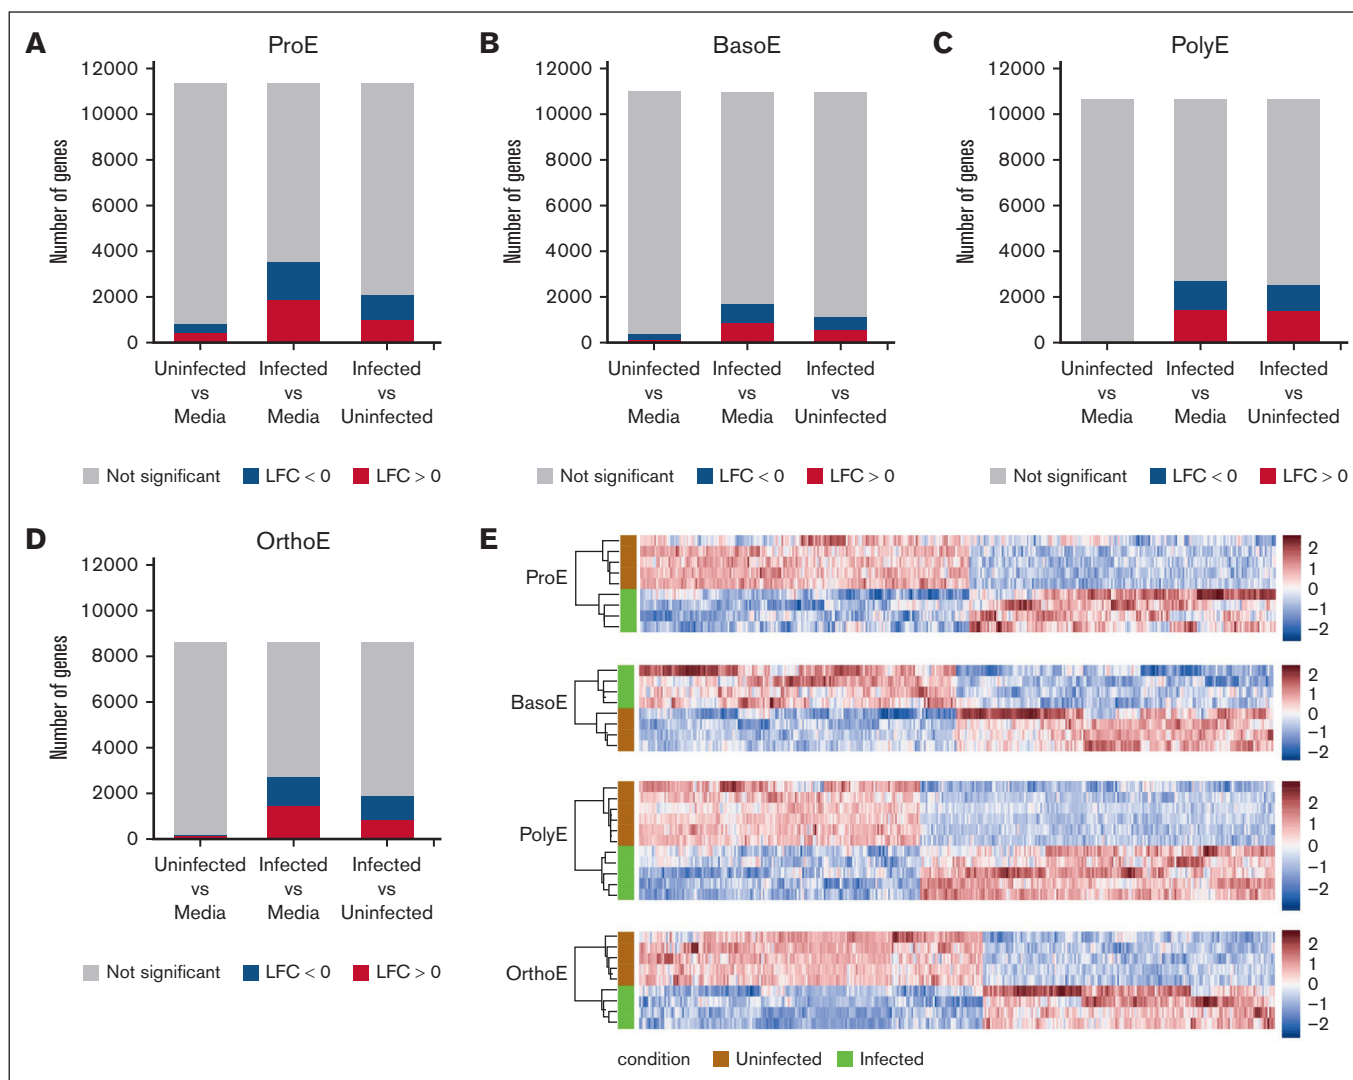 A
ProE
12000
10000
8000
6000
4000
2000
0
Number of genes
Uninfected
vs
Media
Infected
vs
Media
Infected
vs
Uninfected
Not significant
LFC < 0
LFC > 0
B
BasoE
12000
10000
8000
6000
4000
2000
0
Number of genes
Uninfected
vs
Media
Infected
vs
Media
Infected
vs
Uninfected
Not significant
LFC < 0
LFC > 0
C
PolyE
12000
10000
8000
6000
4000
2000
0
Number of genes
Uninfected
vs
Media
Infected
vs
Media
Infected
vs
Uninfected
Not significant
LFC < 0
LFC > 0
D
OrthoE
12000
10000
8000
6000
4000
2000
0
Number of genes
Uninfected
vs
Media
Infected
vs
Media
Infected
vs
Uninfected
Not significant
LFC < 0
LFC > 0
E
ProE
2
1
0
−1
−2
BasoE
2
1
0
−1
−2
PolyE
2
1
0
−1
−2
OrthoE
2
1
0
−1
−2
condition
Uninfected
Infected